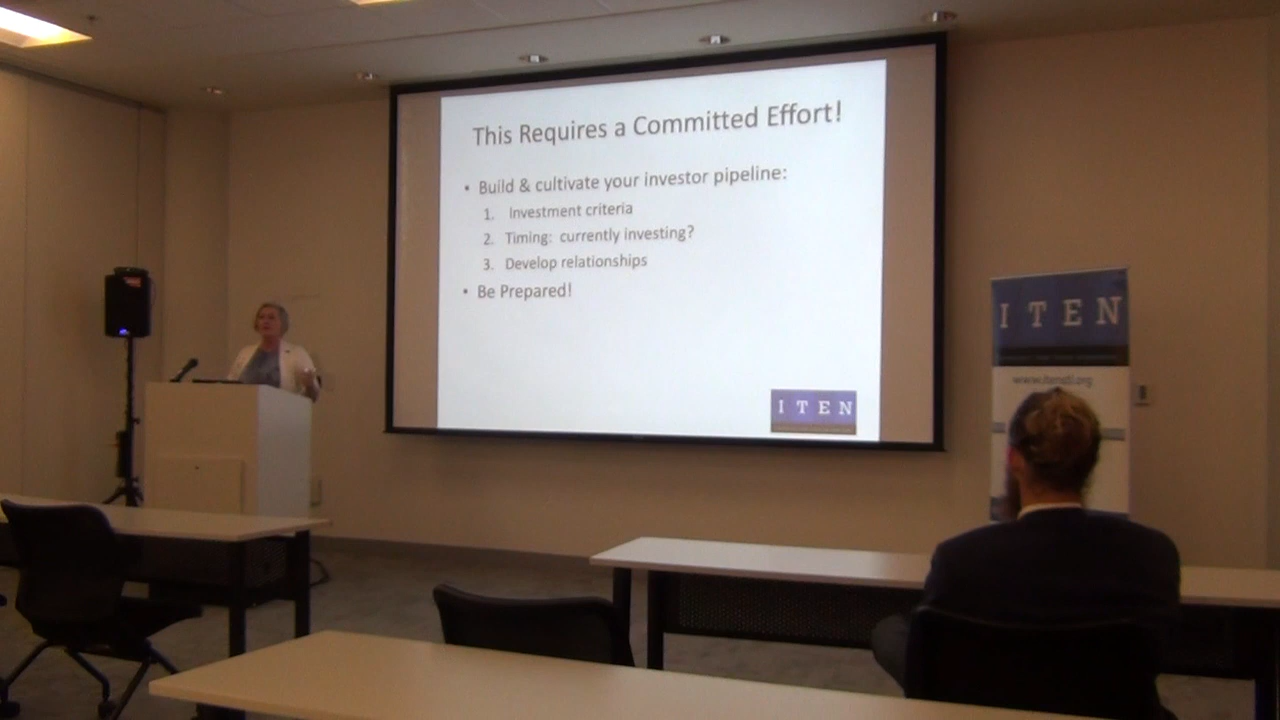 This Requires a Committed Effort!
• Build & cultivate your investor pipeline:
1. Investment criteria
2. Timing: currently investing?
3. Develop relationships
• Be Prepared!
ITEN
ITEN
www.itenstl.org